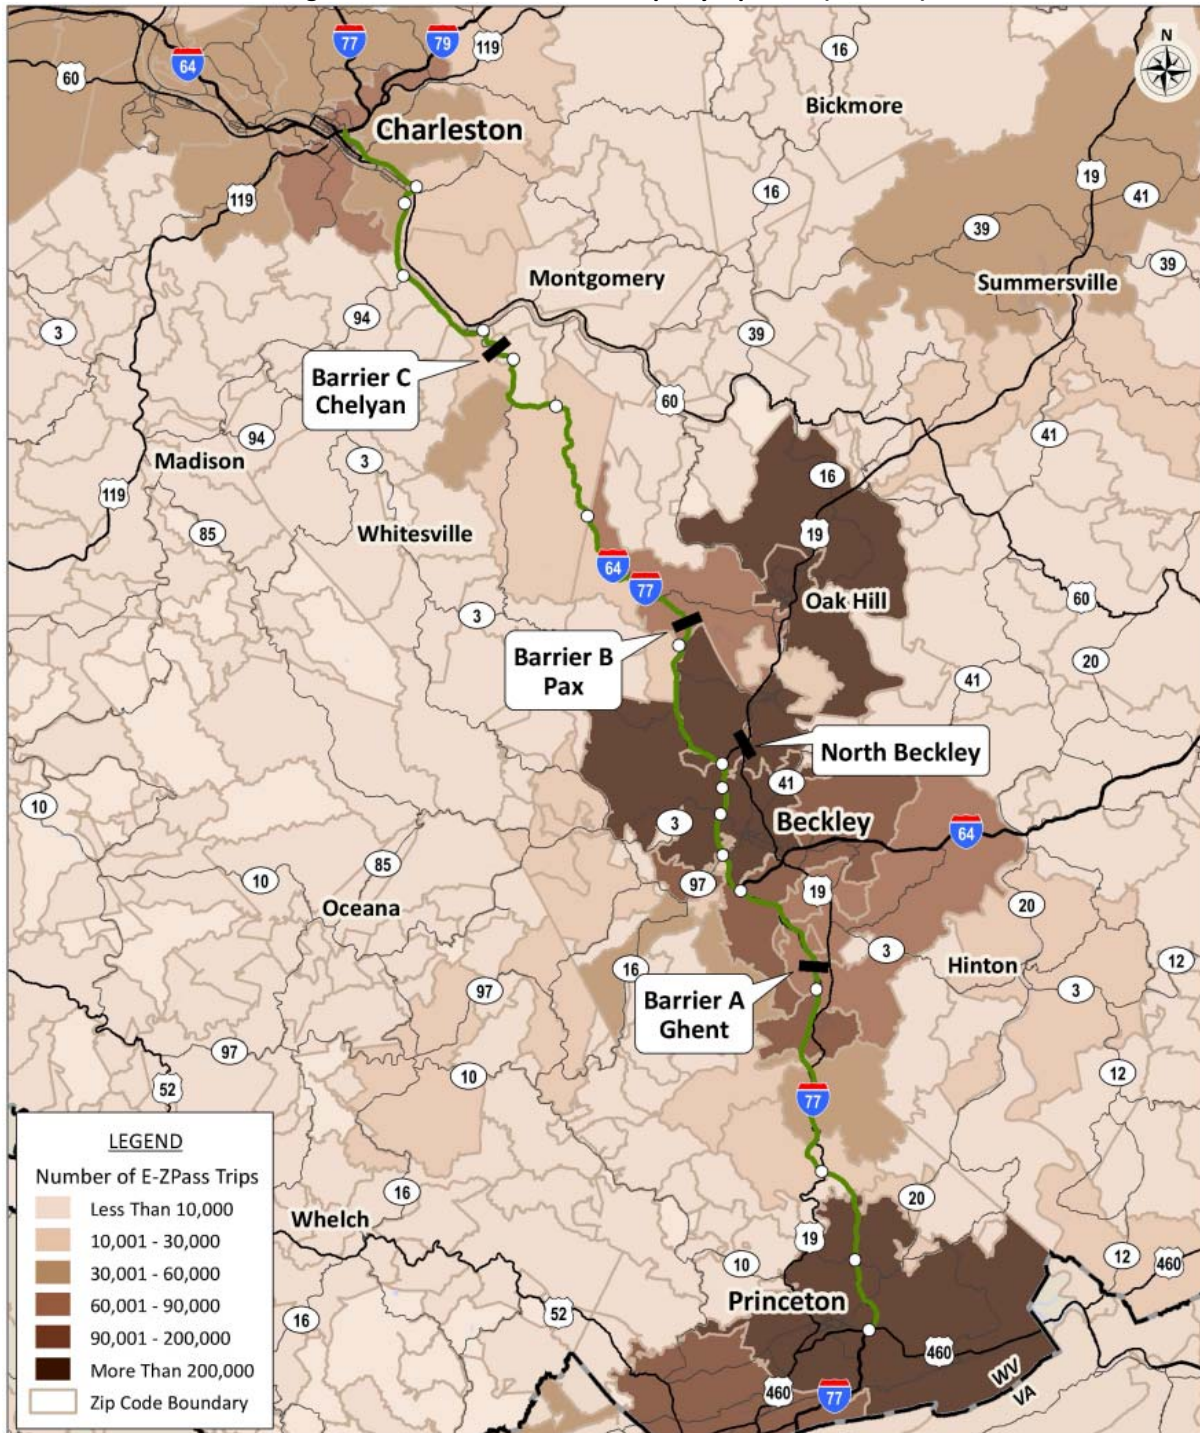 N
77
79
119
16
64
60
Bickmore
Charleston
19
16
41
119
39
39
Montgomery
Summersville
94
3
39
Barrier C
Chelyan
60
41
94
Madison
3
16
119
85
Whitesville
19
64
77
60
Oak Hill
3
20
Barrier B
Pax
41
North Beckley
41
10
3
Beckley
64
85
10
97
19
20
Oceana
3
16
Hinton
12
97
3
Barrier A
Ghent
97
10
12
52
77
LEGEND
Number of E-ZPass Trips
Less Than 10,000
10,001 - 30,000
30,001 - 60,000
60,001 - 90,000
90,001 - 200,000
More Than 200,000
Zip Code Boundary
16
20
Whelch
19
10
12
460
Princeton
52
16
460
WV
VA
460
77